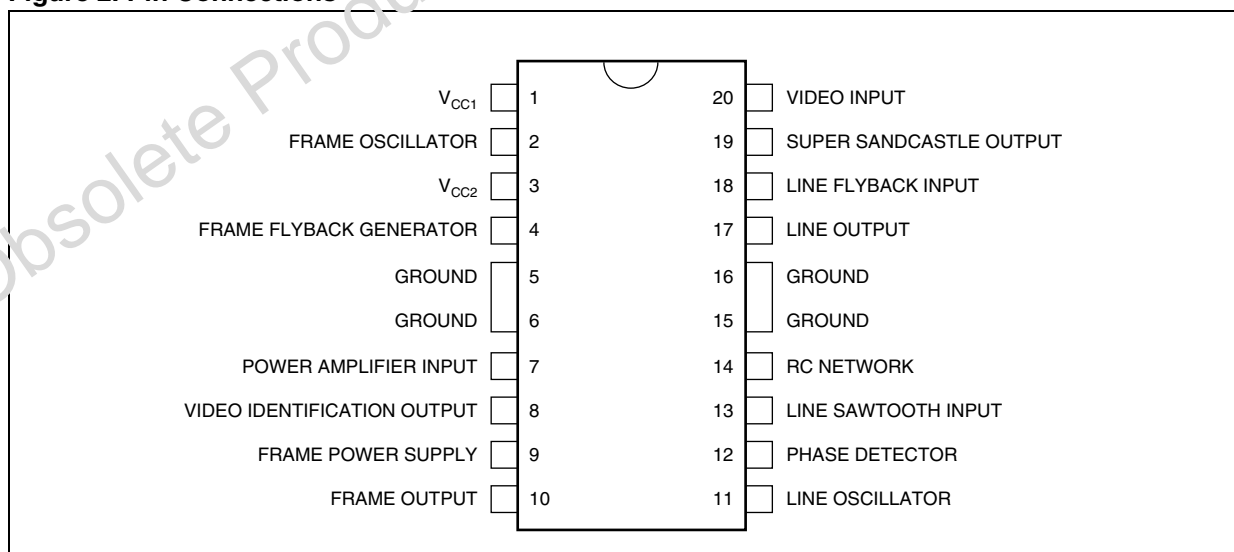 Figure 2. Pin Connections
V_CC1 1 20 VIDEO INPUT
FRAME OSCILLATOR 2 19 SUPER SANDCASTLE OUTPUT
V_CC2 3 18 LINE FLYBACK INPUT
FRAME FLYBACK GENERATOR 4 17 LINE OUTPUT
GROUND 5 16 GROUND
GROUND 6 15 GROUND
POWER AMPLIFIER INPUT 7 14 RC NETWORK
VIDEO IDENTIFICATION OUTPUT 8 13 LINE SAWTOOTH INPUT
FRAME POWER SUPPLY 9 12 PHASE DETECTOR
FRAME OUTPUT 10 11 LINE OSCILLATOR
Obsolete Produ